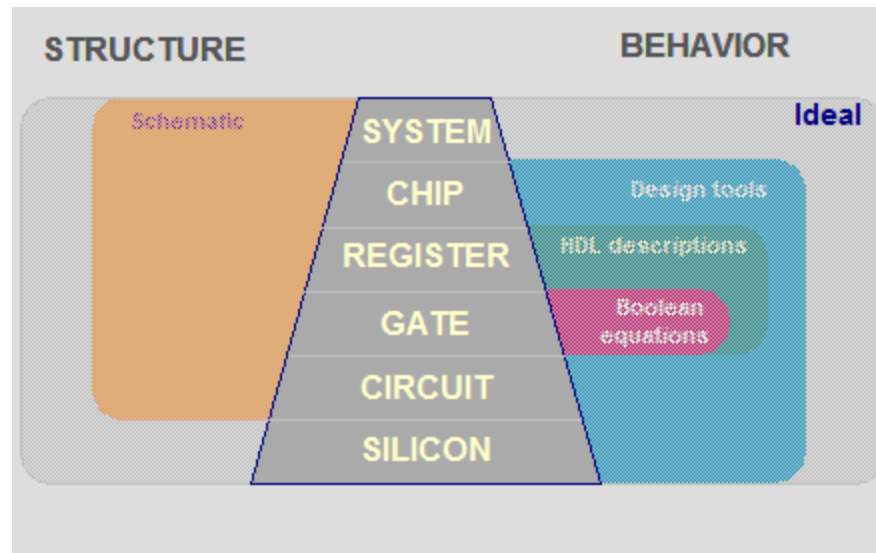 STRUCTURE
BEHAVIOR
Ideal
Schematic
SYSTEM
CHIP
Design tools
REGISTER
HDL descriptions
GATE
Boolean
equations
CIRCUIT
SILICON